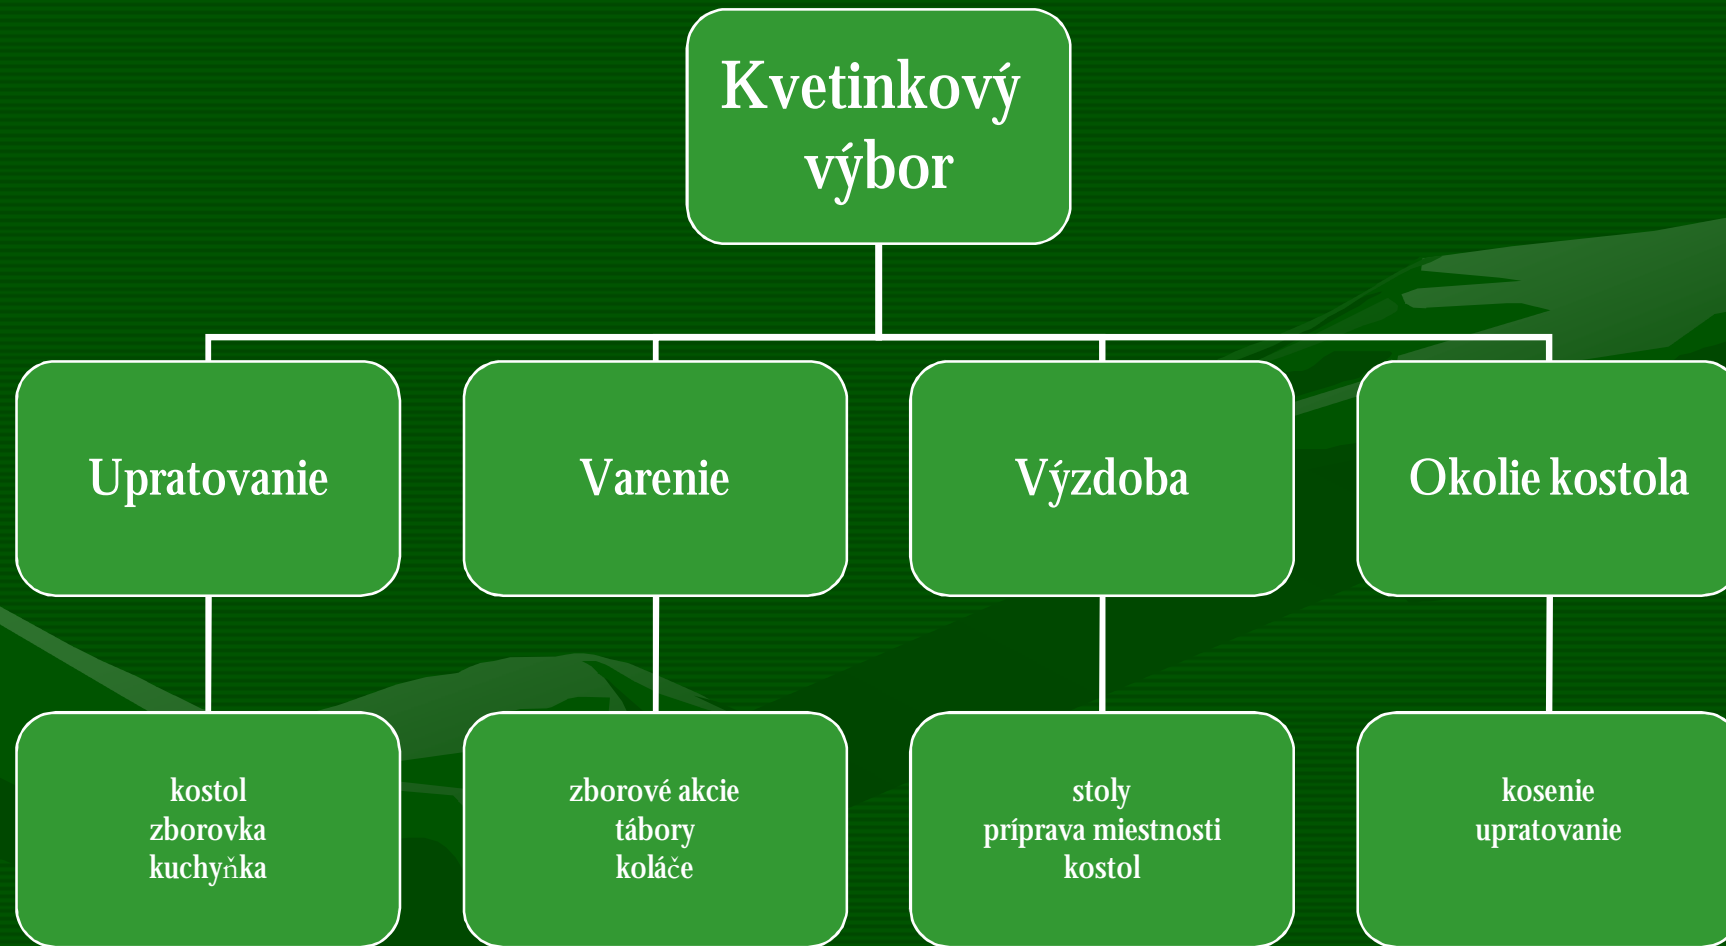 Kvetinkový
výbor
Upratovanie
Varenie
Výzdoba
Okolie kostola
kostol
zborovka
kuchyňka
zborové akcie
tábory
koláče
stoly
príprava miestnosti
kostol
kosenie
upratovanie